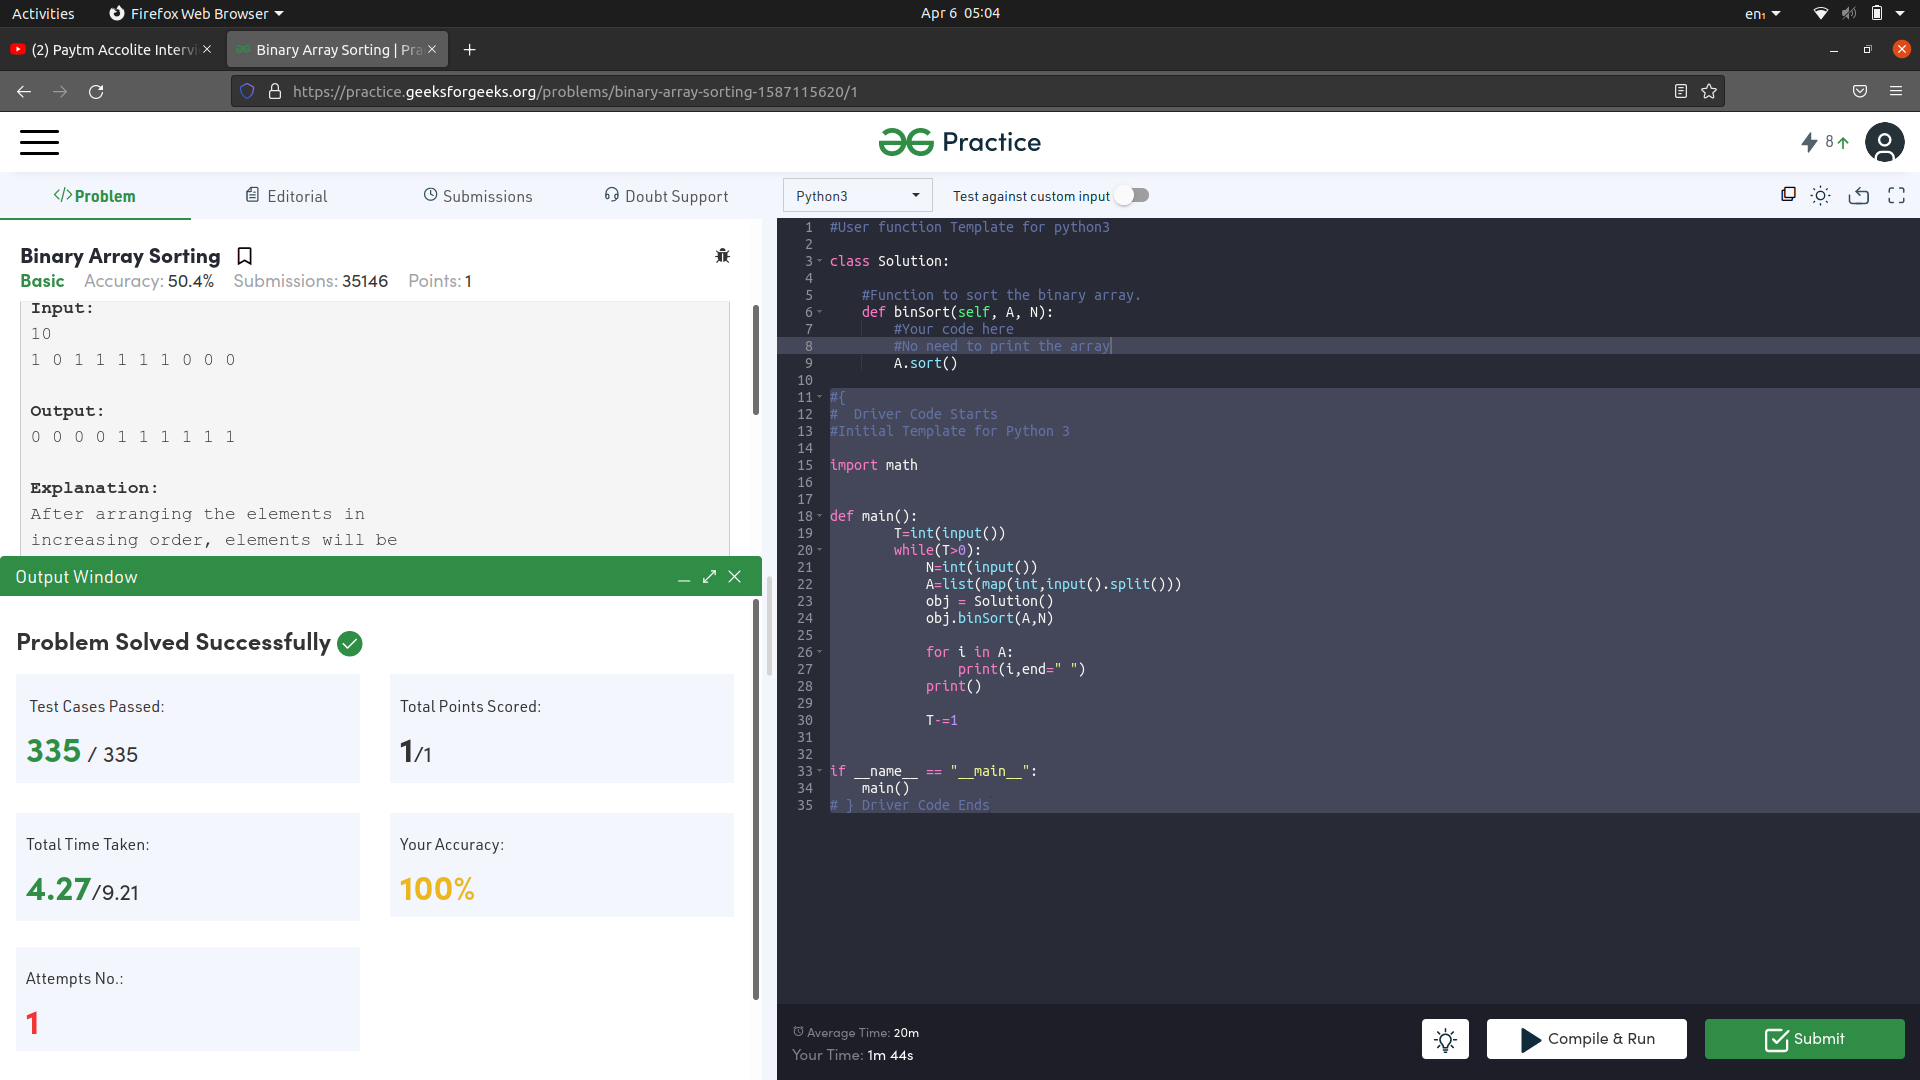 Activities
Firefox Web Browser
Apr 6 05:04
en₁
(2) Paytm Accolite Intervi
Binary Array Sorting | Pra
https://practice.geeksforgeeks.org/problems/binary-array-sorting-1587115620/1
Practice
8
</>Problem
Editorial
Submissions
Doubt Support
Binary Array Sorting
Basic Accuracy: 50.4% Submissions: 35146 Points: 1
Input:
10
1 0 1 1 1 1 1 0 0 0
Output:
0 0 0 0 1 1 1 1 1 1
Explanation:
After arranging the elements in
increasing order, elements will be
Output Window
Problem Solved Successfully
Test Cases Passed:
335 / 335
Total Points Scored:
1/1
Total Time Taken:
4.27/9.21
Your Accuracy:
100%
Attempts No.:
1
Python3
Test against custom input
1 #User function Template for python3
2
3 class Solution:
4
5 #Function to sort the binary array.
6 def binSort(self, A, N):
7 #Your code here
8 #No need to print the array
9 A.sort()
10
11 #{
12 # Driver Code Starts
13 #Initial Template for Python 3
14
15 import math
16
17
18 def main():
19 T=int(input())
20 while(T>0):
21 N=int(input())
22 A=list(map(int,input().split()))
23 obj = Solution()
24 obj.binSort(A,N)
25
26 for i in A:
27 print(i,end=" ")
28 print()
29
30 T-=1
31
32
33 if __name__ == "__main__":
34 main()
35 # } Driver Code Ends
Average Time: 20m
Your Time: 1m 44s
Compile & Run
Submit